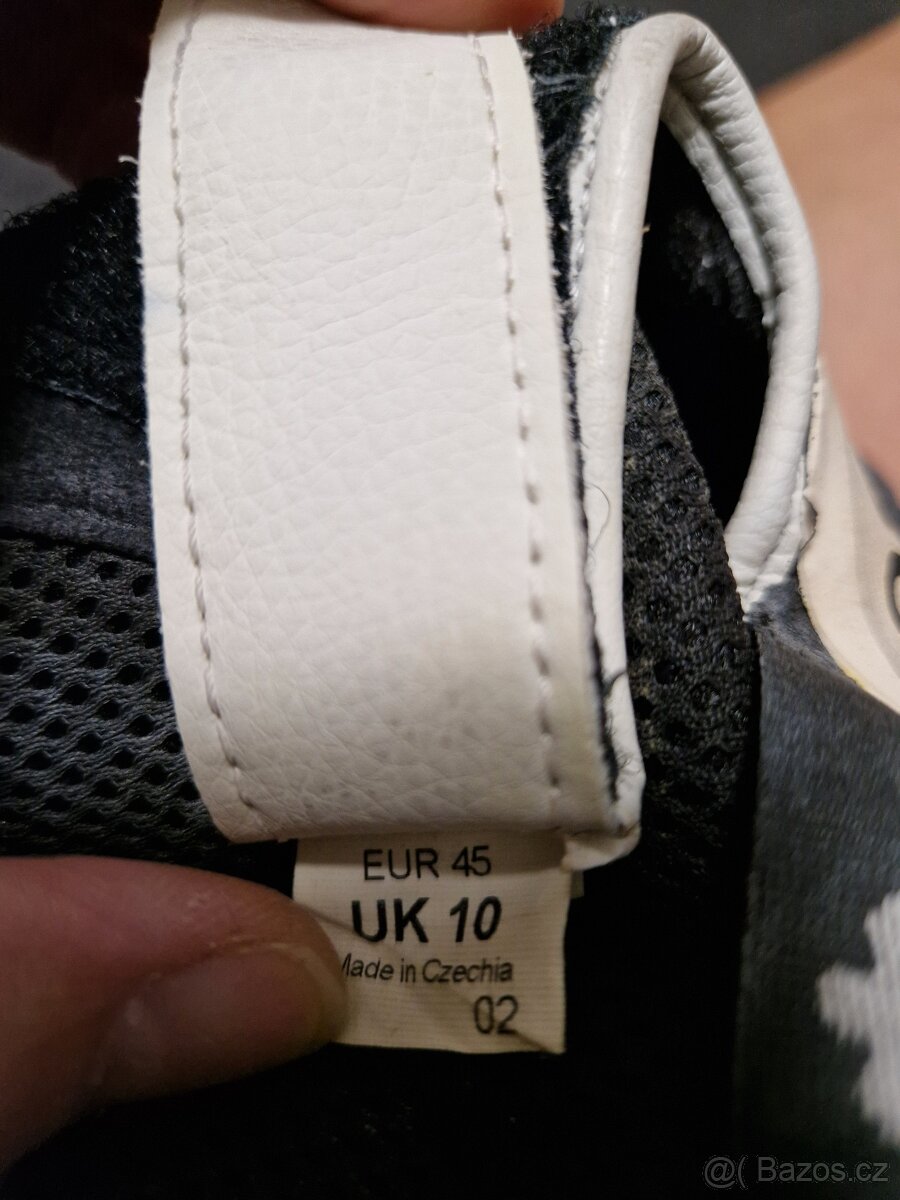 EUR 45
UK 10
Made in Czechia
02
@( Bazos.cz